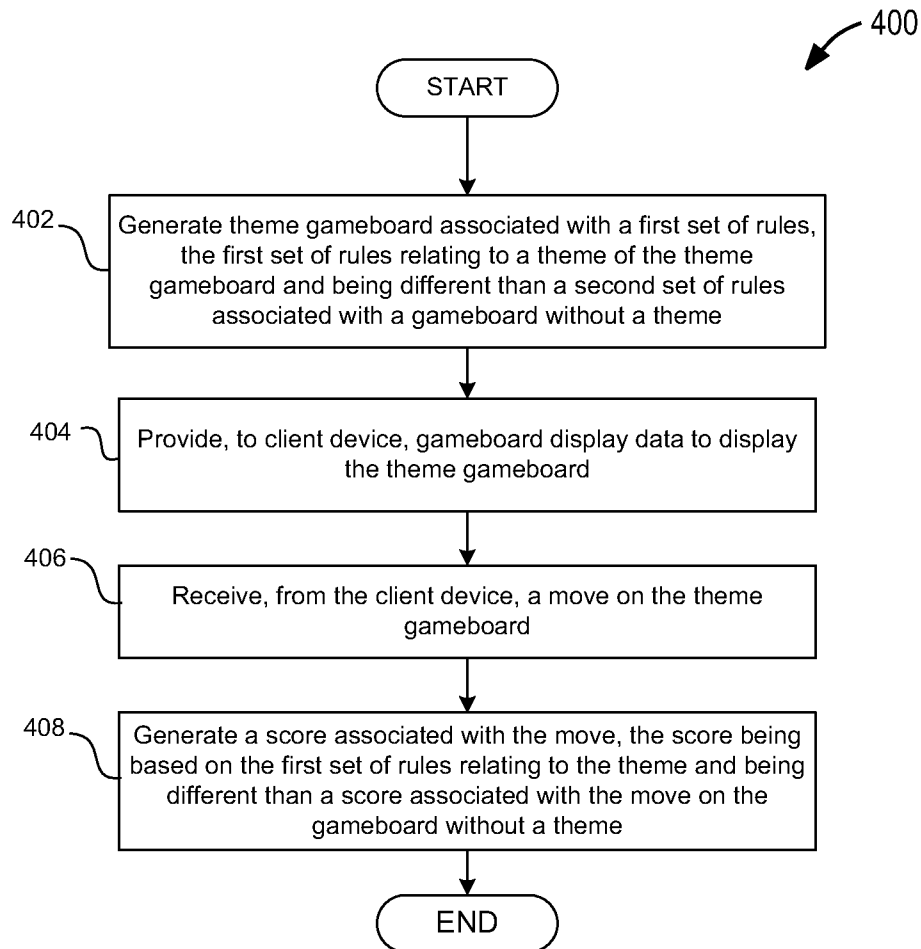 400
START
402
Generate theme gameboard associated with a first set of rules,
the first set of rules relating to a theme of the theme
gameboard and being different than a second set of rules
associated with a gameboard without a theme
404
Provide, to client device, gameboard display data to display
the theme gameboard
406
Receive, from the client device, a move on the theme
gameboard
408
Generate a score associated with the move, the score being
based on the first set of rules relating to the theme and being
different than a score associated with the move on the
gameboard without a theme
END